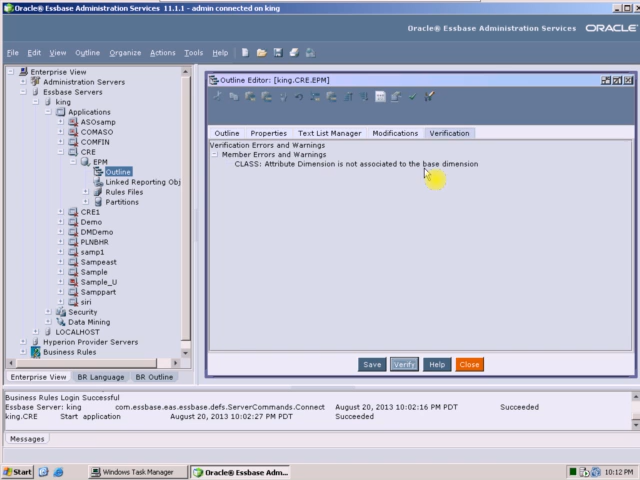 Oracle® Essbase Administration Services 11.1.1 - admin connected on king
Oracle® Essbase Administration Services ORACLE
File Edit View Outline Organize Actions Tools Help
Enterprise View
Administration Servers
Essbase Servers
king
Applications
ASOsamp
COMASO
COMFIN
CRE
EPM
Outline
Linked Reporting Obj
Rules Files
Partitions
CRE1
Demo
DMDemo
PLNBHR
samp1
Sampeast
Sample
Sample_U
Samppart
siri
Security
Data Mining
LOCALHOST
Hyperion Provider Servers
Business Rules
Enterprise View BR Language BR Outline
Outline Editor: [king.CRE.EPM]
Outline Properties Text List Manager Modifications Verification
Verification Errors and Warnings
Member Errors and Warnings
CLASS: Attribute Dimension is not associated to the base dimension
Save Verify Help Close
Business Rules Login Successful
Essbase Server: king com.essbase.eas.essbase.defs.ServerCommands.Connect August 20, 2013 10:02:16 PM PDT Succeeded
king.CRE Start application August 20, 2013 10:02:27 PM PDT Succeeded
Messages
Start Windows Task Manager Oracle® Essbase Adm... 10:12 PM